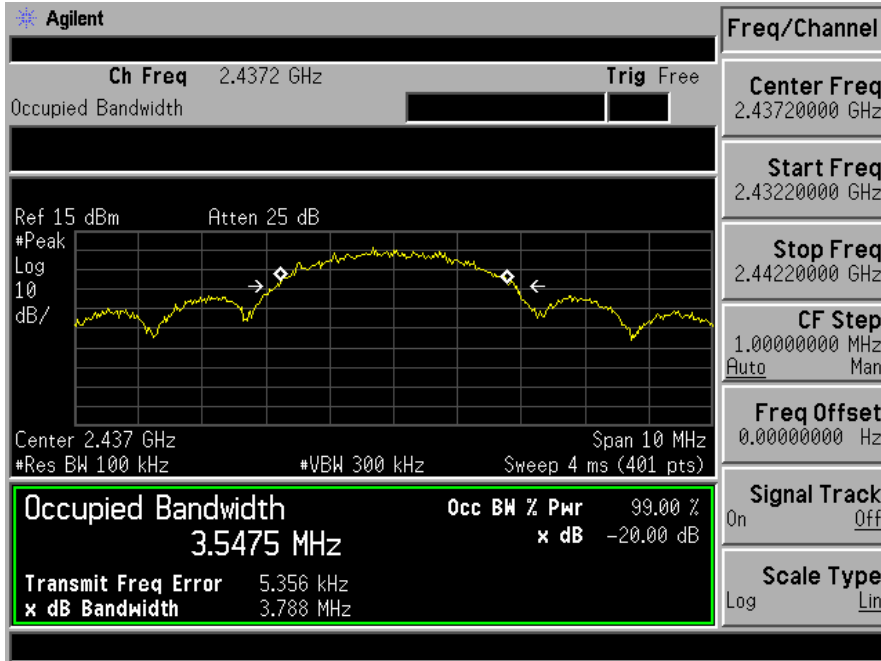 Agilent
Freq/Channel
Ch Freq 2.4372 GHz Trig Free
Occupied Bandwidth
Center Freq
2.43720000 GHz
Start Freq
2.43220000 GHz
Stop Freq
2.44220000 GHz
CF Step
1.00000000 MHz
Auto Man
Freq Offset
0.00000000 Hz
Signal Track
On Off
Scale Type
Log Lin
Ref 15 dBm Atten 25 dB
#Peak
Log
10
dB/
Center 2.437 GHz Span 10 MHz
#Res BW 100 kHz #VBW 300 kHz Sweep 4 ms (401 pts)
Occupied Bandwidth Occ BW % Pwr 99.00 %
3.5475 MHz x dB -20.00 dB
Transmit Freq Error 5.356 kHz
x dB Bandwidth 3.788 MHz